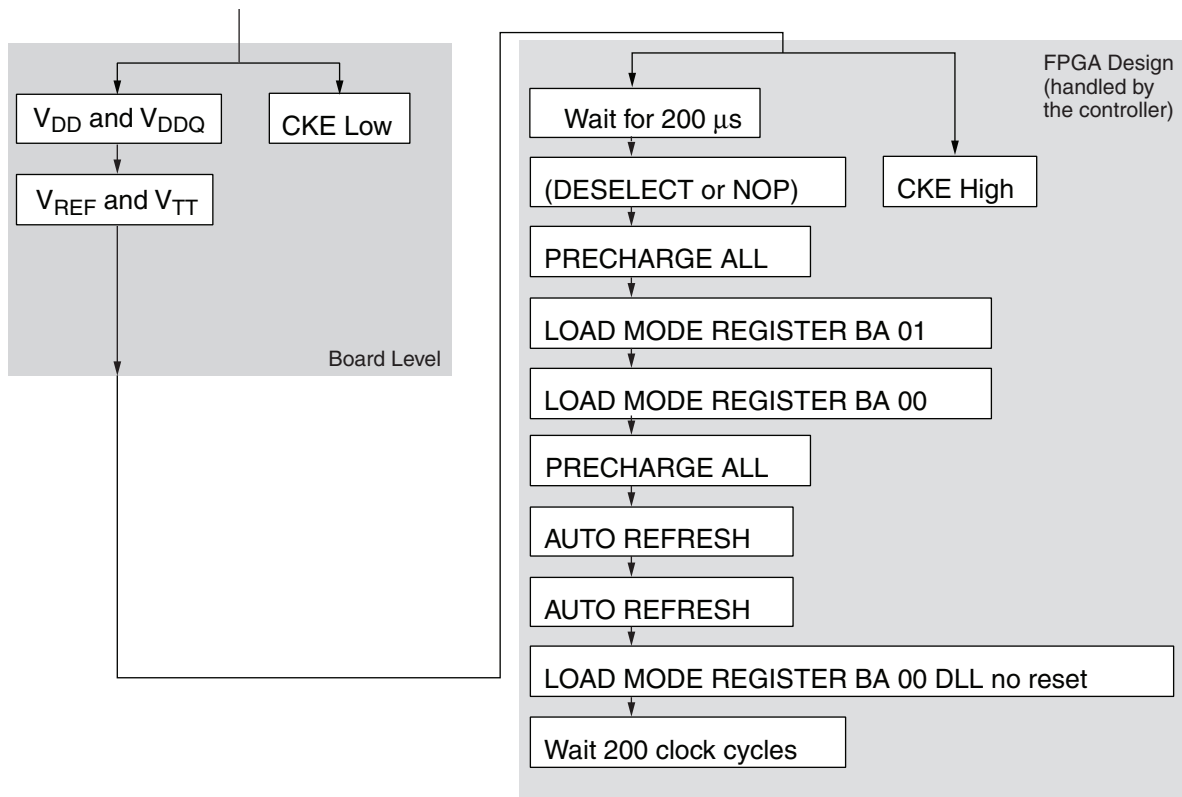 V_DD and V_DDQ
CKE Low
V_REF and V_TT
Board Level
FPGA Design
(handled by
the controller)
Wait for 200 μs
(DESELECT or NOP)
CKE High
PRECHARGE ALL
LOAD MODE REGISTER BA 01
LOAD MODE REGISTER BA 00
PRECHARGE ALL
AUTO REFRESH
AUTO REFRESH
LOAD MODE REGISTER BA 00 DLL no reset
Wait 200 clock cycles